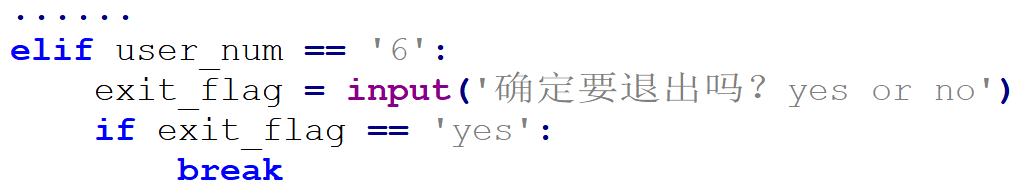 ......
elif user_num == '6':
    exit_flag = input('确定要退出吗？yes or no')
    if exit_flag == 'yes':
        break